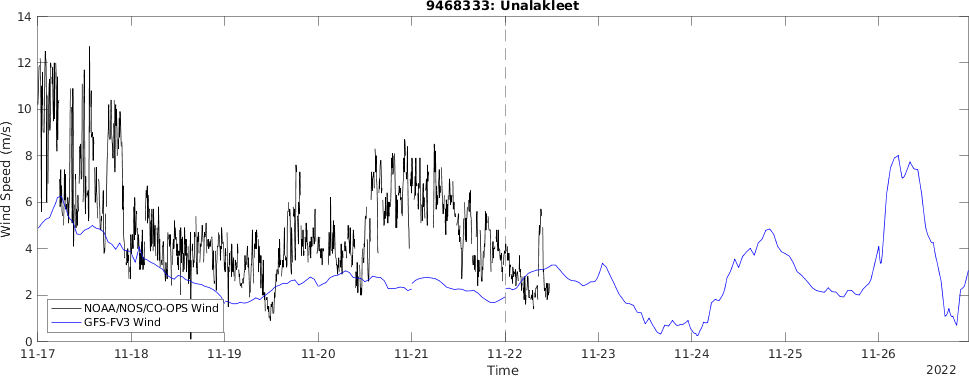 9468333: Unalakleet
14
12
10
8
6
4
2
0
Wind Speed (m/s)
NOAA/NOS/CO-OPS Wind
GFS-FV3 Wind
11-17 11-18 11-19 11-20 11-21 11-22 11-23 11-24 11-25 11-26
Time
2022